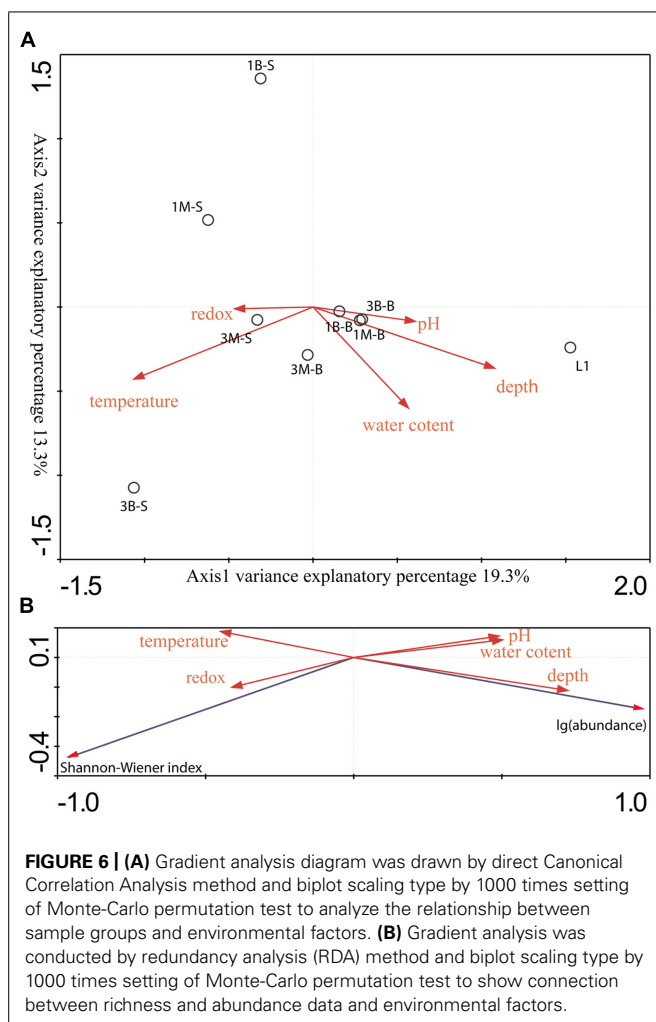 A
1.5
1B-S
1M-S
Axis2 variance explanatory percentage 13.3%
redox
3M-S
3B-B
1B-B
1M-B
pH
3M-B
L1
depth
temperature
water cotent
3B-S
-1.5
-1.5
Axis1 variance explanatory percentage 19.3%
2.0
B
0.1
temperature
pH
water cotent
redox
depth
lg(abundance)
-0.4
Shannon-Wiener index
-1.0
1.0
FIGURE 6 | (A) Gradient analysis diagram was drawn by direct Canonical
Correlation Analysis method and biplot scaling type by 1000 times setting
of Monte-Carlo permutation test to analyze the relationship between
sample groups and environmental factors. (B) Gradient analysis was
conducted by redundancy analysis (RDA) method and biplot scaling type by
1000 times setting of Monte-Carlo permutation test to show connection
between richness and abundance data and environmental factors.